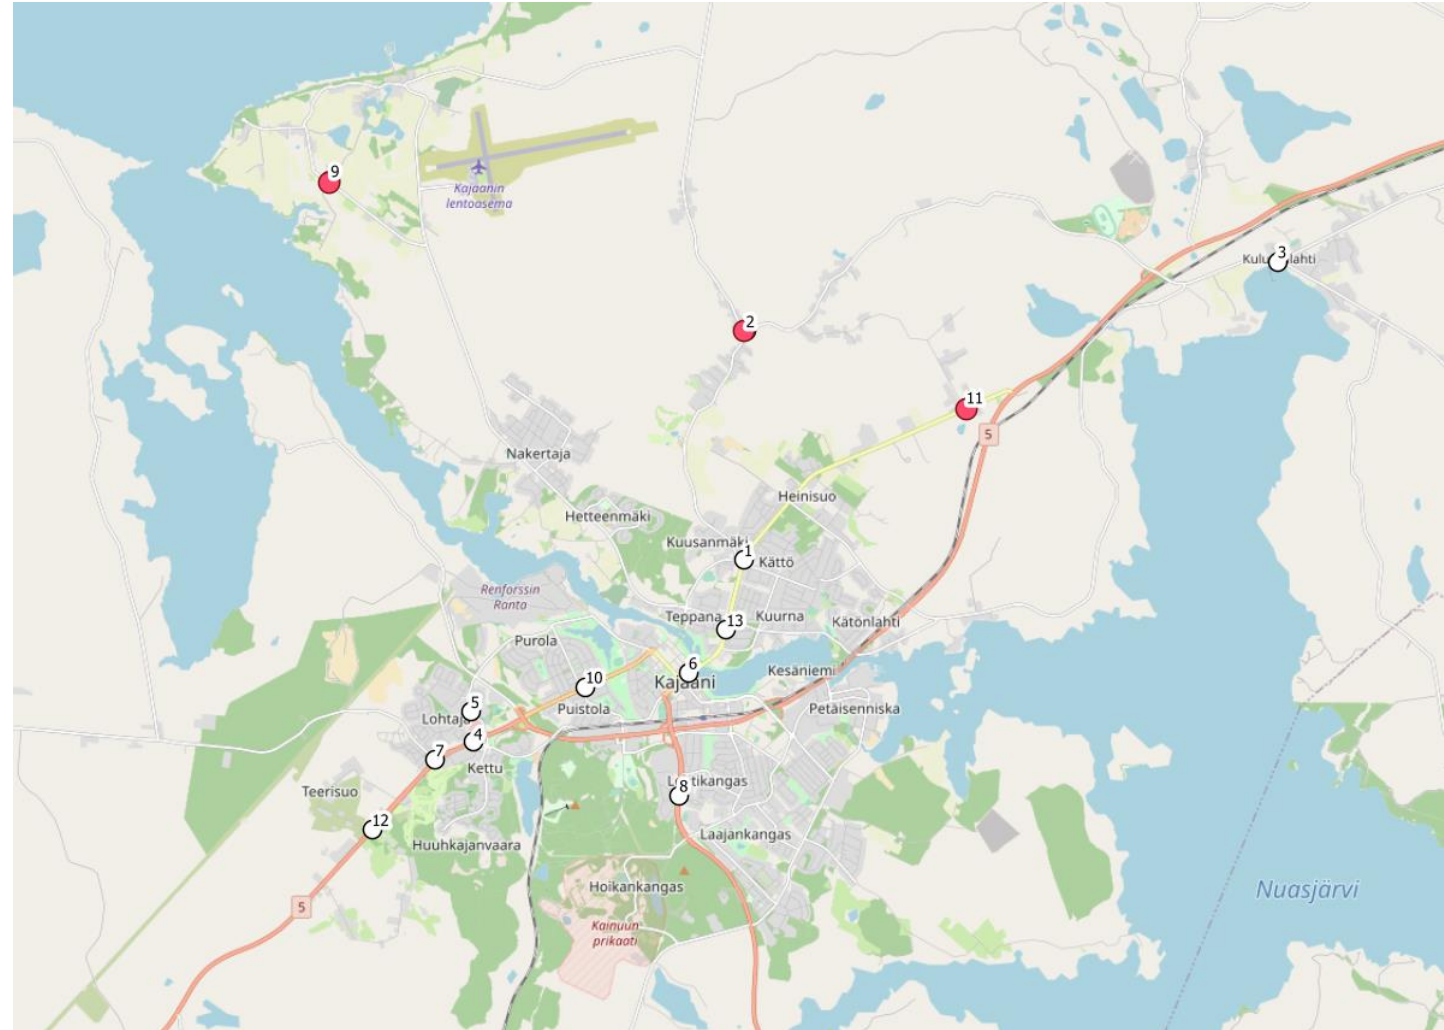 9
Kajaanin
lentoasema
3
Kulu lahti
2
11
5
Nakertaja
Heinisuo
Hetteenmäki
Kuusanmäki
1
Kättö
Renforssin
Ranta
Teppana
13
Kuurna
Kätönlahti
Purola
6
Kajaani
Kesäniemi
10
Puistola
Petäisenniska
5
Lohtaja
4
7
Kettu
Teerisuo
8
L tikangas
12
Huuhkajanvaara
Laajankangas
Hoikankangas
Nuasjärvi
5
Kainuun
prikaati